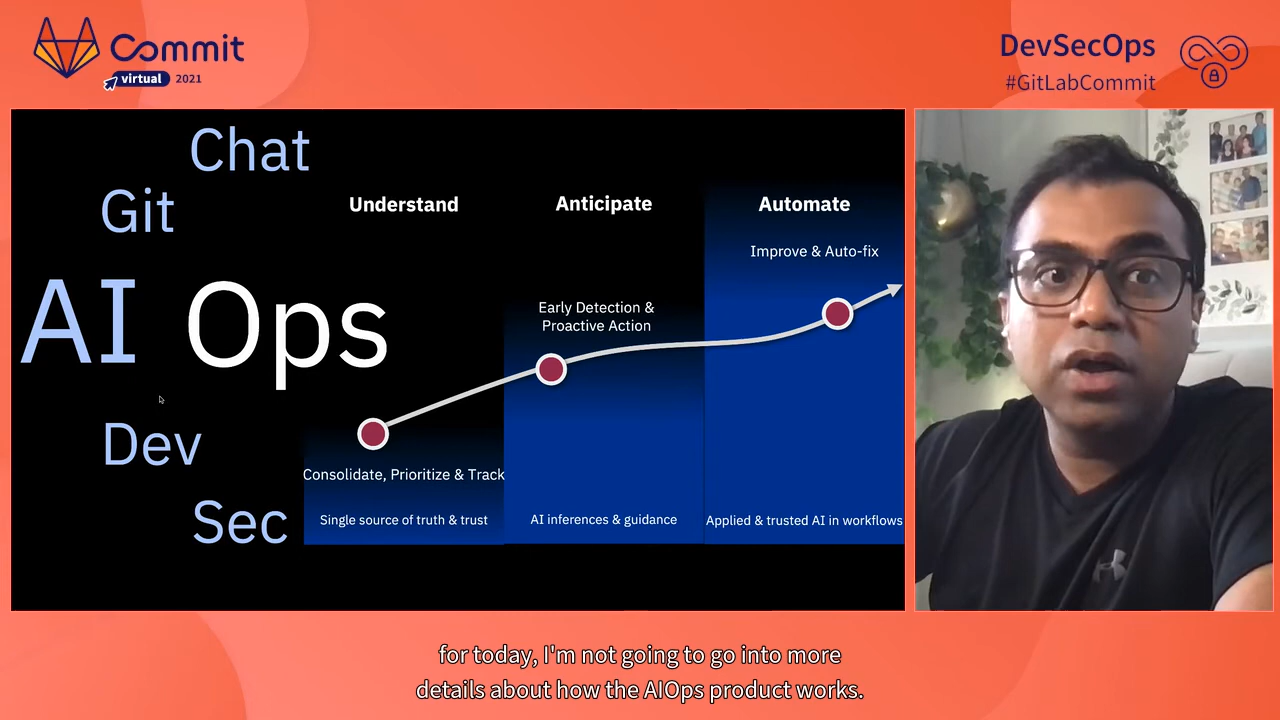 Commit
virtual 2021
DevSecOps
#GitLabCommit
Chat
Git
AI Ops
Dev
Sec
Understand
Consolidate, Prioritize & Track
Single source of truth & trust
Anticipate
Early Detection &
Proactive Action
AI inferences & guidance
Automate
Improve & Auto-fix
Applied & trusted AI in workflows
for today, I'm not going to go into more
details about how the AIOps product works.